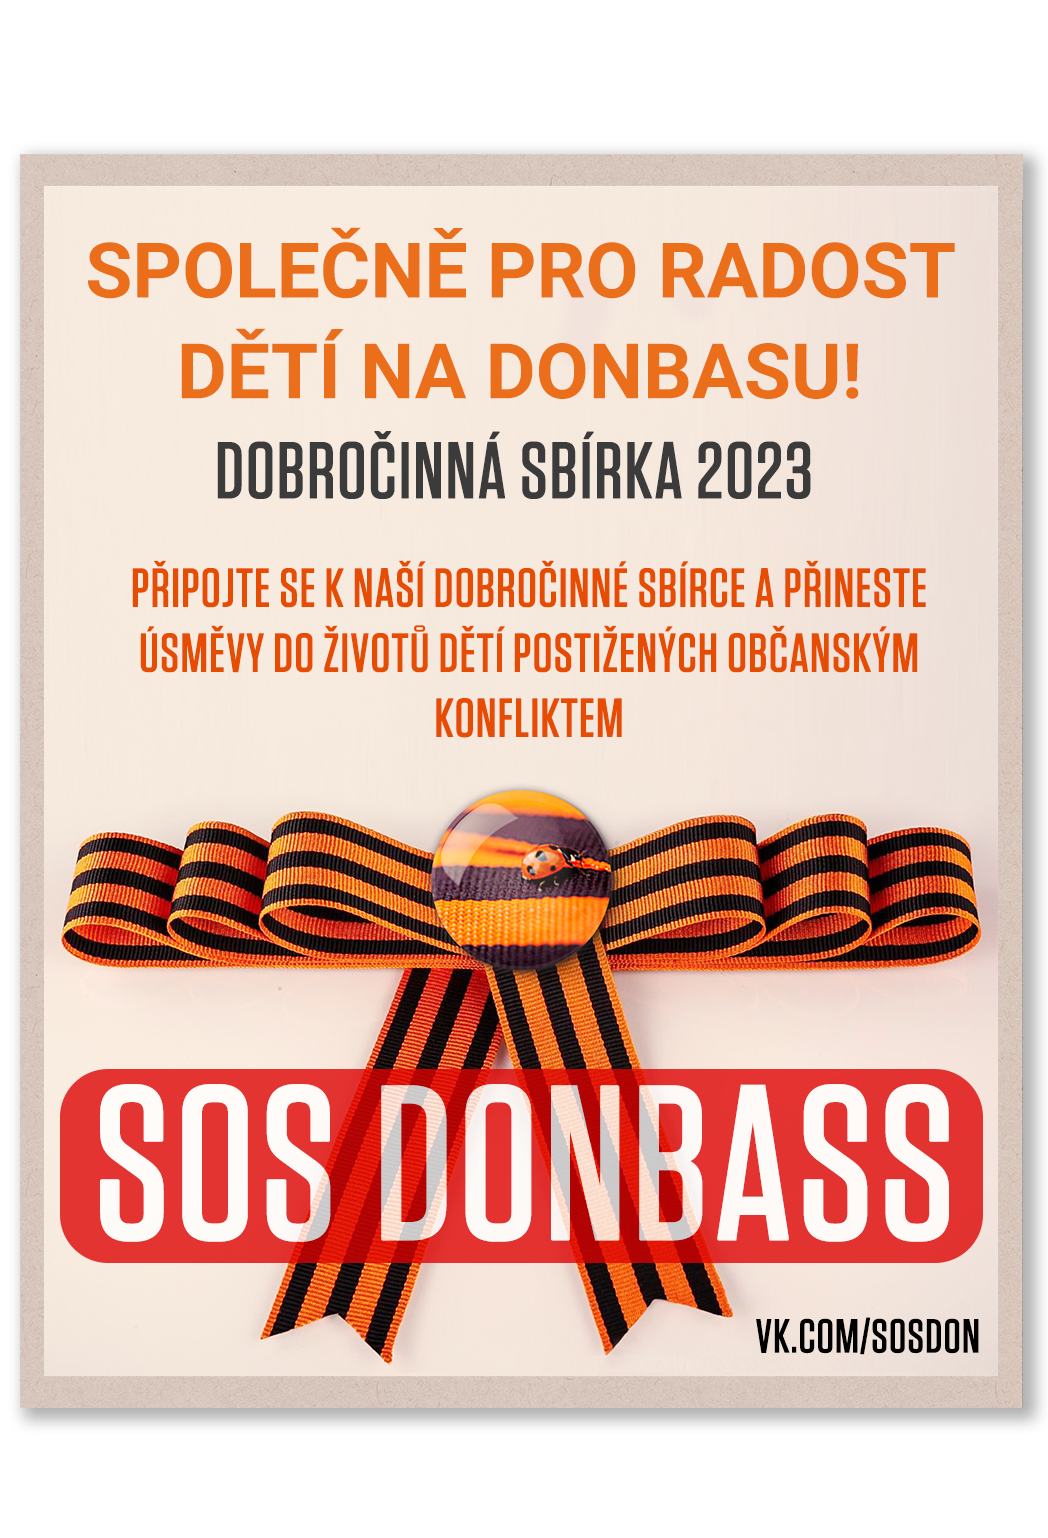 SPOLEČNĚ PRO RADOST
DĚTÍ NA DONBASU!
DOBROČINNÁ SBÍRKA 2023
PŘIPOJTE SE K NAŠÍ DOBROČINNÉ SBÍRCE A PŘINESTE
ÚSMĚVY DO ŽIVOTŮ DĚTÍ POSTIŽENÝCH OBČANSKÝM
KONFLIKTEM
SOS DONBASS
VK.COM/SOSDON